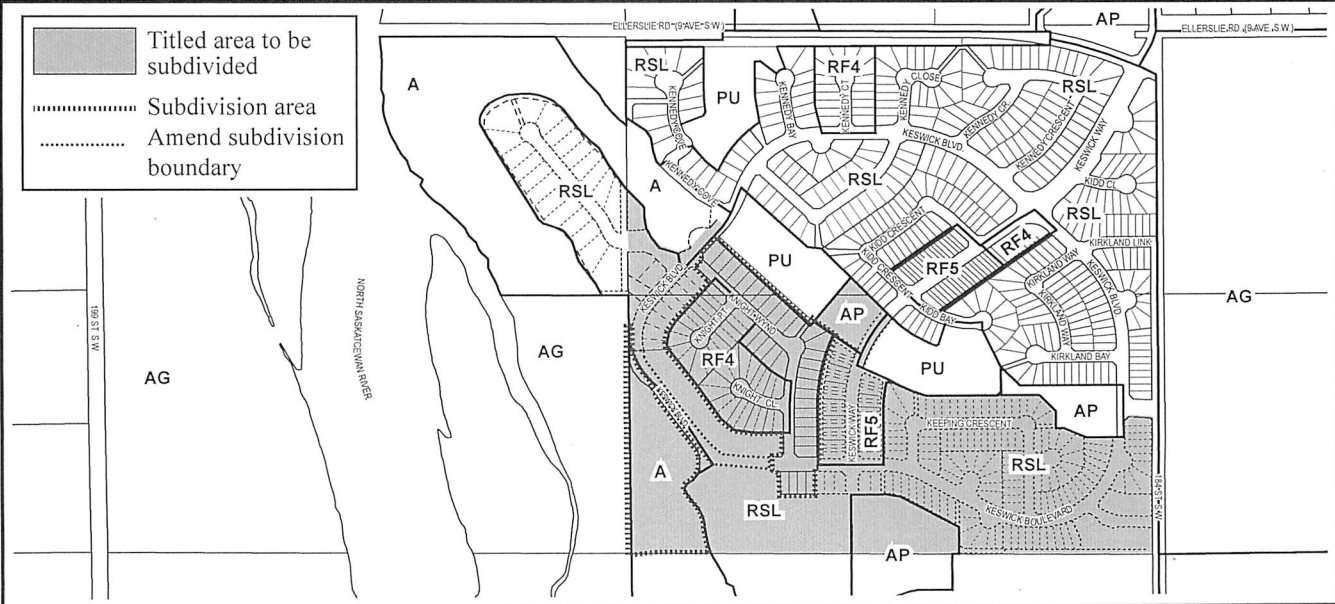 Titled area to be
subdivided
Subdivision area
Amend subdivision
boundary
ELLERSLIE RD (9 AVE. S.W.)
AP
ELLERSLIE RD. (9 AVE. S.W.)
A
RSL
PU
RF4
RSL
KENNEDY COVE
KENNEDY BAY
KENNEDY CT.
KENNEDY
CLOSE
KENNEDY CR.
KENNEDY CRESCENT
KESWICK WAY
KESWICK BLVD.
RSL
A
KENNEDY COVE
RSL
KIDD CL.
KIDD CRESCENT
RSL
RF4
KIRKLAND LINK
PU
KIDD CRESCENT
RF5
KIRKLAND WAY
KIRKLAND WAY
KESWICK BLVD.
KESWICK BLVD.
199 ST. S.W.
NORTH SASKATCEWAN RIVER
AG
AG
AG
KNIGHT PT.
KNIGHT WYND
AP
KIDD BAY
RF4
PU
KIRKLAND BAY
KNIGHT CL.
AP
KESWICK WAY
RF5
KEEPING CRESCENT
RSL
A
RSL
KESWICK BOULEVARD
184 ST. S.W.
AP